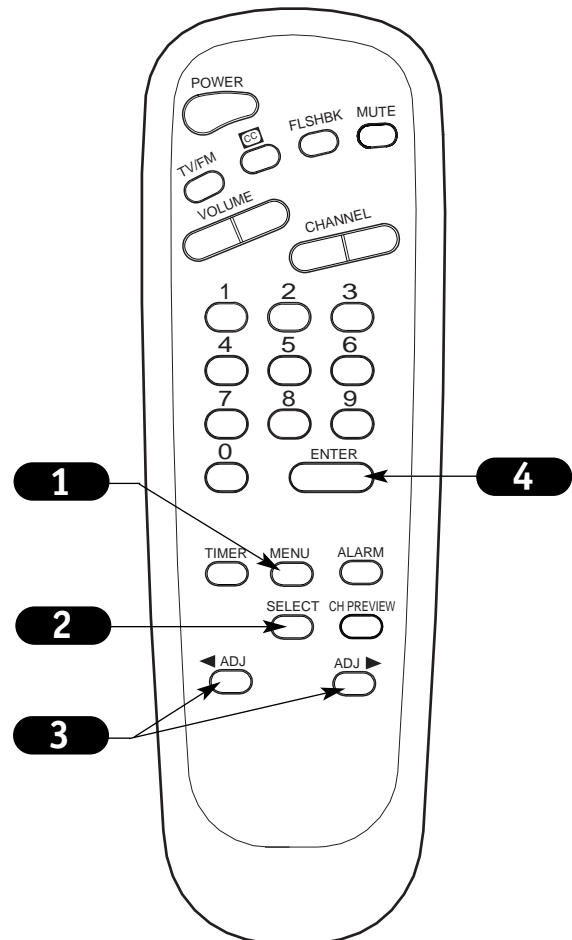 POWER
CC
FLSHBK
MUTE
TV/FM
VOLUME
CHANNEL
1 2 3
4 5 6
7 8 9
0 ENTER
1
4
TIMER MENU ALARM
2
SELECT CH PREVIEW
◀ ADJ ADJ ▶
3